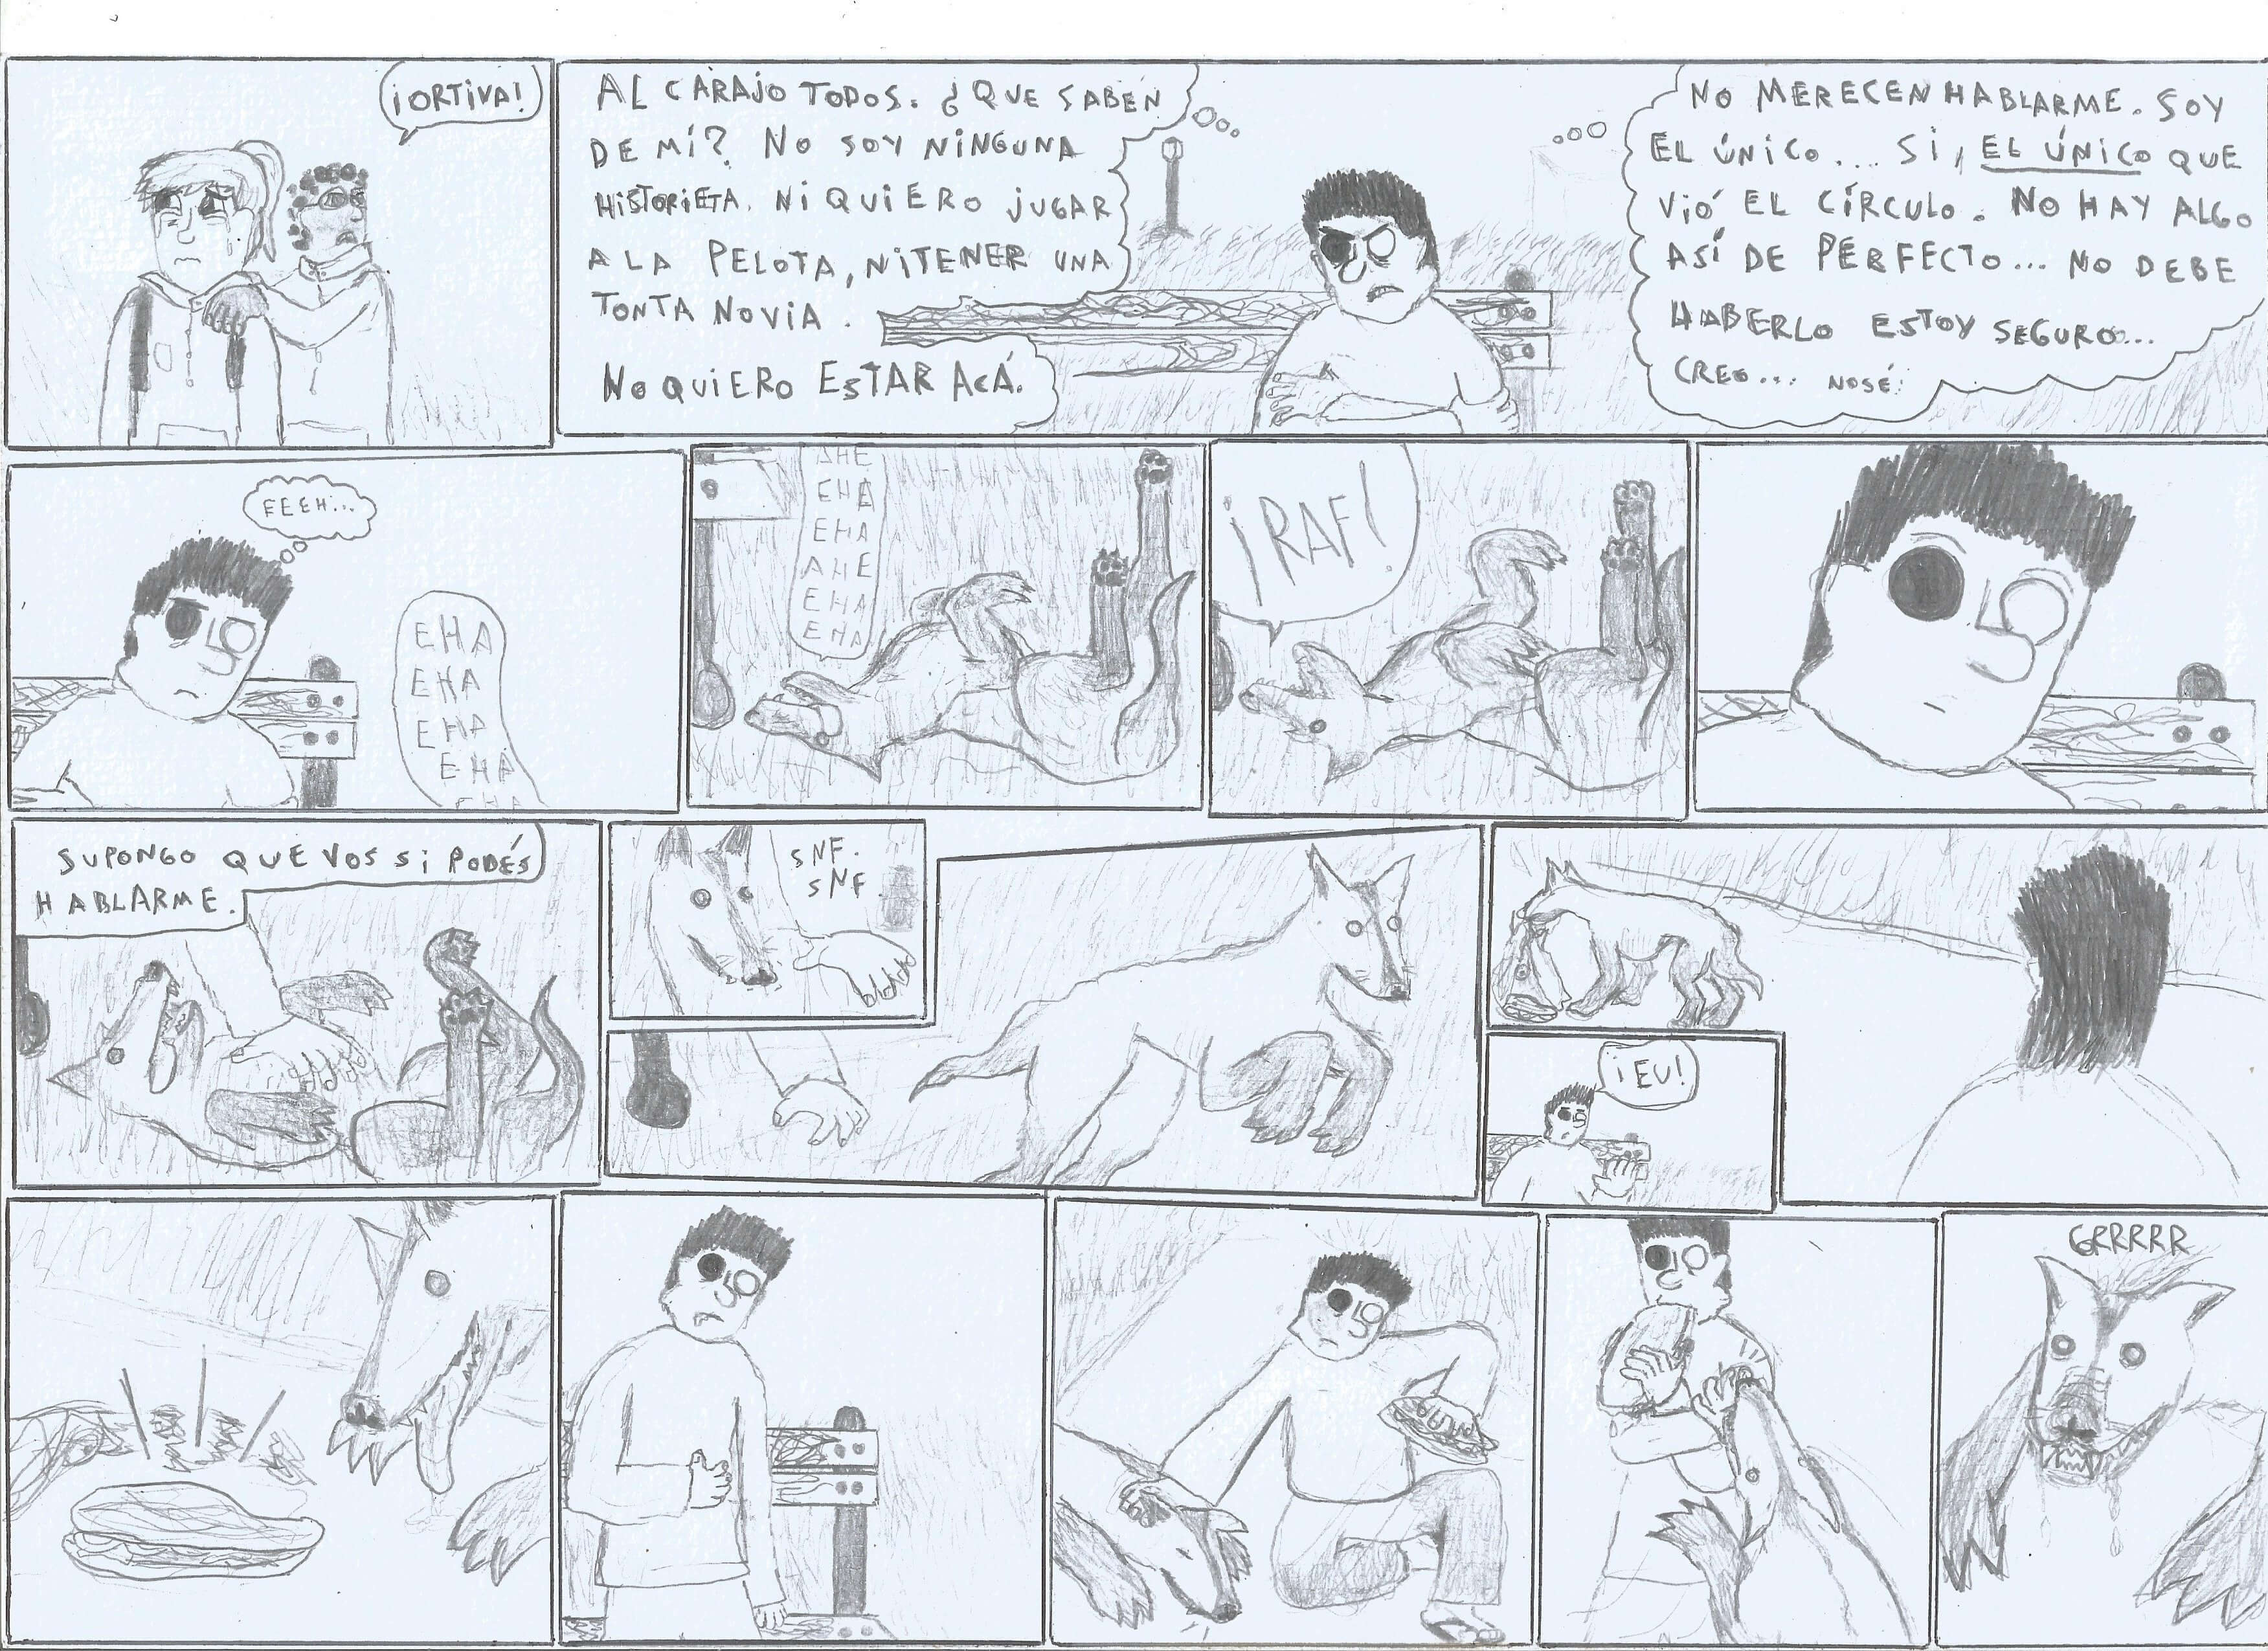 ¡ORTIVA!
AL CARAJO TODOS. ¿QUE SABEN
DE MÍ? NO SOY NINGUNA
HISTORIETA. NI QUIERO JUGAR
A LA PELOTA, NI TENER UNA
TONTA NOVIA.
NO QUIERO ESTAR ACÁ.
NO MERECEN HABLARME. SOY
EL ÚNICO... SI, EL ÚNICO QUE
VIÓ EL CÍRCULO. NO HAY ALGO
ASÍ DE PERFECTO... NO DEBE
HABERLO ESTOY SEGURO...
CREO... NOSÉ.
EEEH...
EHA
EHA
EHA
EHA
EHA
AHE
EHA
EHA
AHE
EHA
EHA
¡RAF!
SUPONGO QUE VOS SI PODÉS
HABLARME.
SNF.
SNF.
¡EU!
GRRRRR